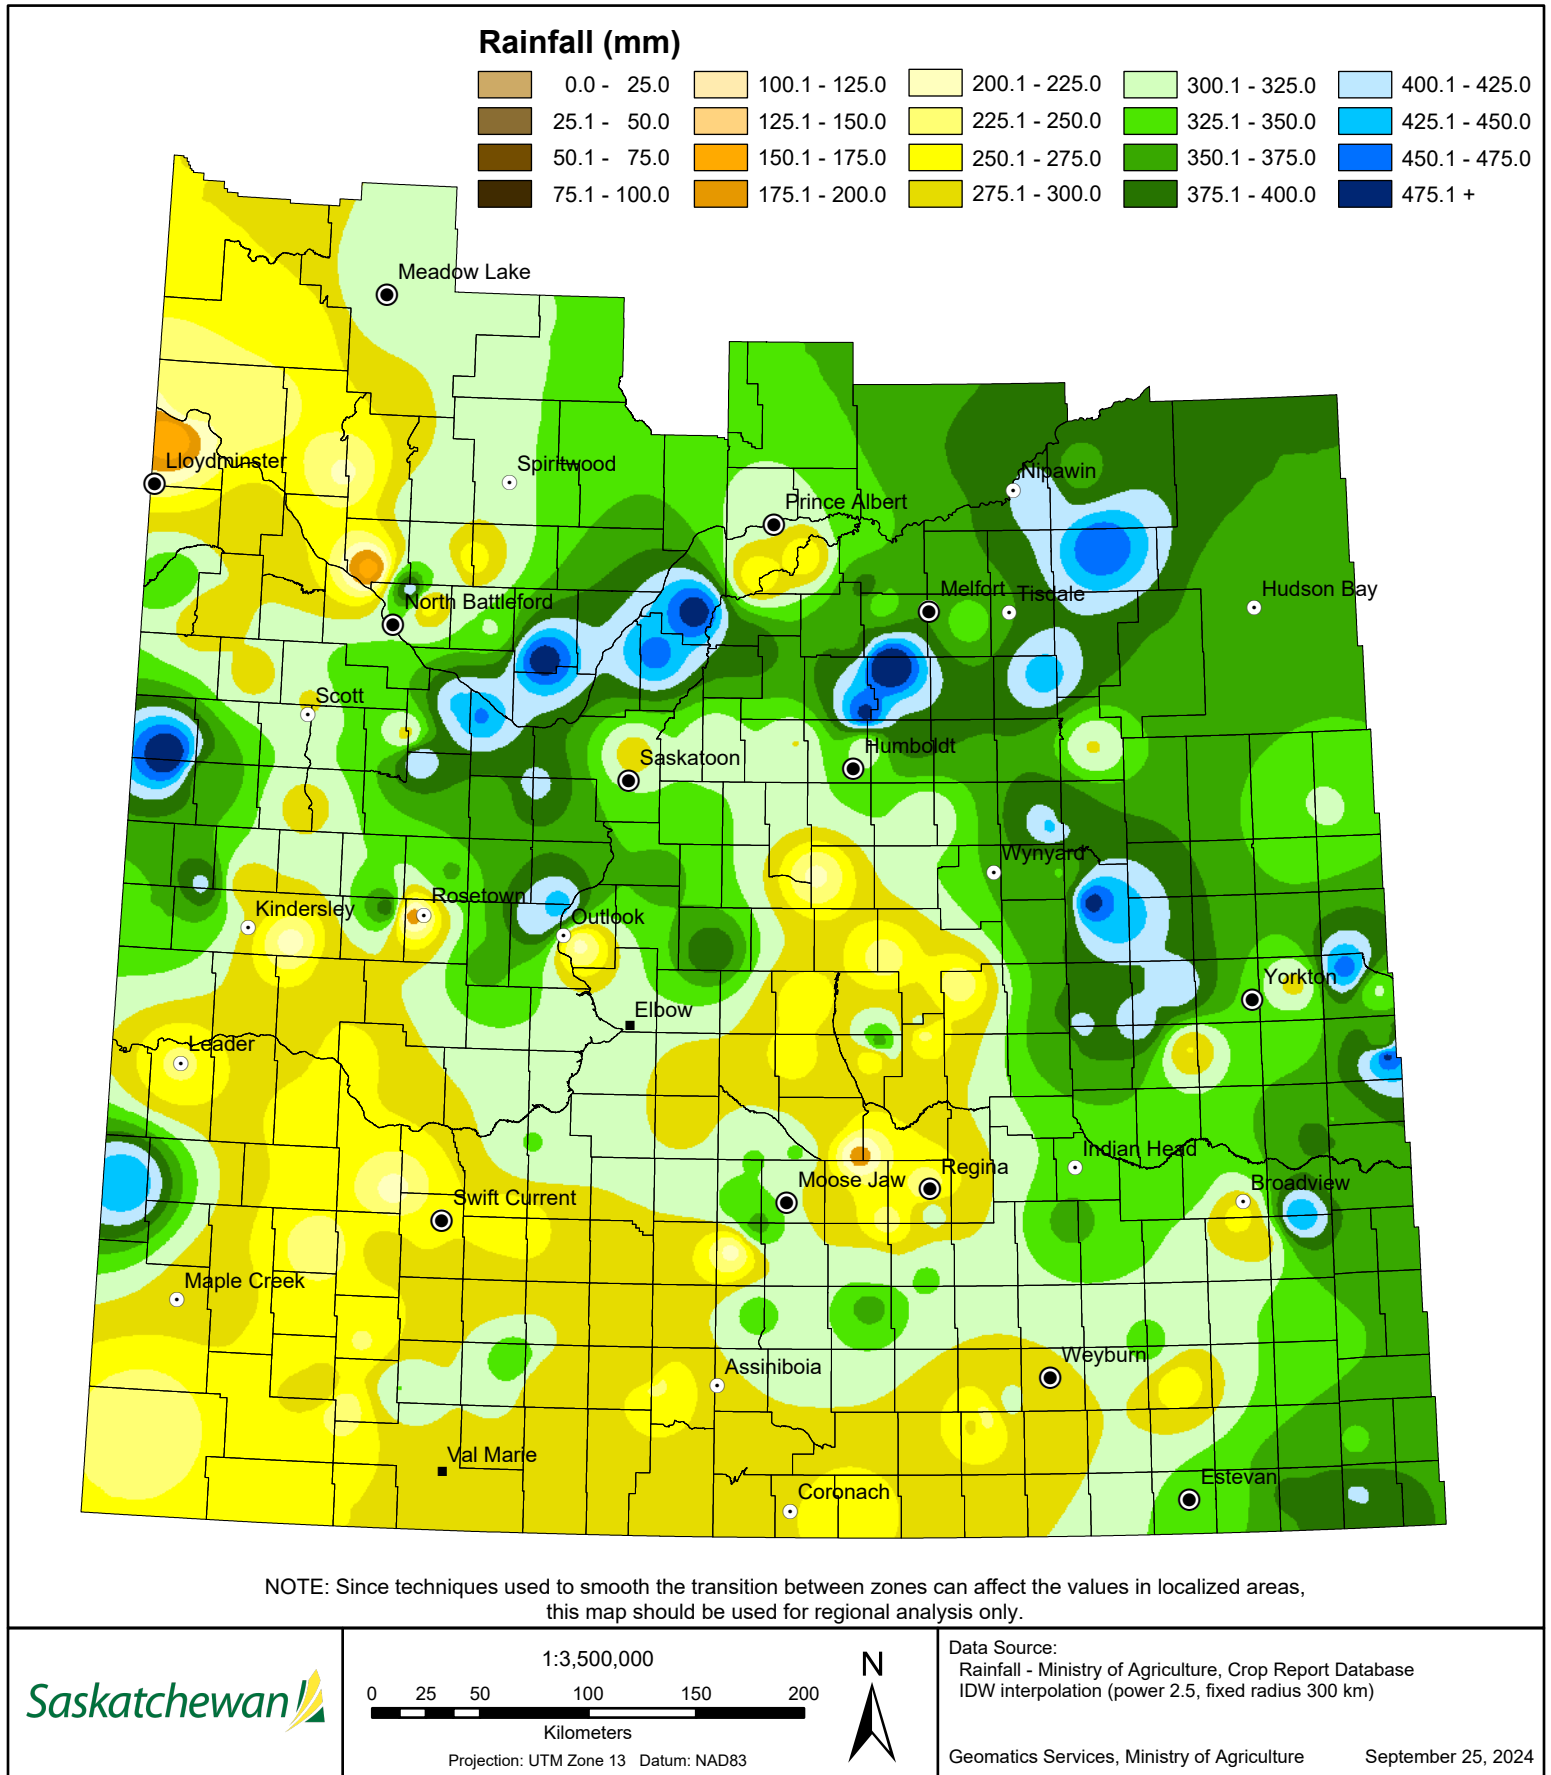 Rainfall (mm)
0.0 - 25.0
25.1 - 50.0
50.1 - 75.0
75.1 - 100.0
100.1 - 125.0
125.1 - 150.0
150.1 - 175.0
175.1 - 200.0
200.1 - 225.0
225.1 - 250.0
250.1 - 275.0
275.1 - 300.0
300.1 - 325.0
325.1 - 350.0
350.1 - 375.0
375.1 - 400.0
400.1 - 425.0
425.1 - 450.0
450.1 - 475.0
475.1 +
Meadow Lake
Lloydminster
Spiritwood
Nipawin
Prince Albert
North Battleford
Melfort
Tisdale
Hudson Bay
Scott
Saskatoon
Humboldt
Wynyard
Kindersley
Rosetown
Outlook
Yorkton
Elbow
Leader
Indian Head
Regina
Moose Jaw
Broadview
Swift Current
Maple Creek
Weyburn
Assiniboia
Val Marie
Coronach
Estevan
NOTE: Since techniques used to smooth the transition between zones can affect the values in localized areas,
this map should be used for regional analysis only.
Saskatchewan
1:3,500,000
0 25 50 100 150 200
Kilometers
Projection: UTM Zone 13 Datum: NAD83
N
Data Source:
Rainfall - Ministry of Agriculture, Crop Report Database
IDW interpolation (power 2.5, fixed radius 300 km)
Geomatics Services, Ministry of Agriculture September 25, 2024